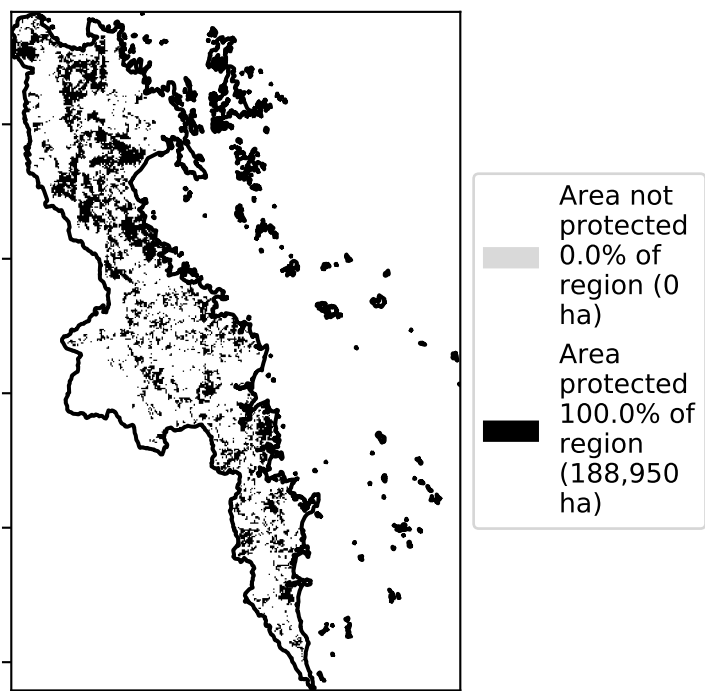 Area not
protected
0.0% of
region (0
ha)
Area
protected
100.0% of
region
(188,950
ha)